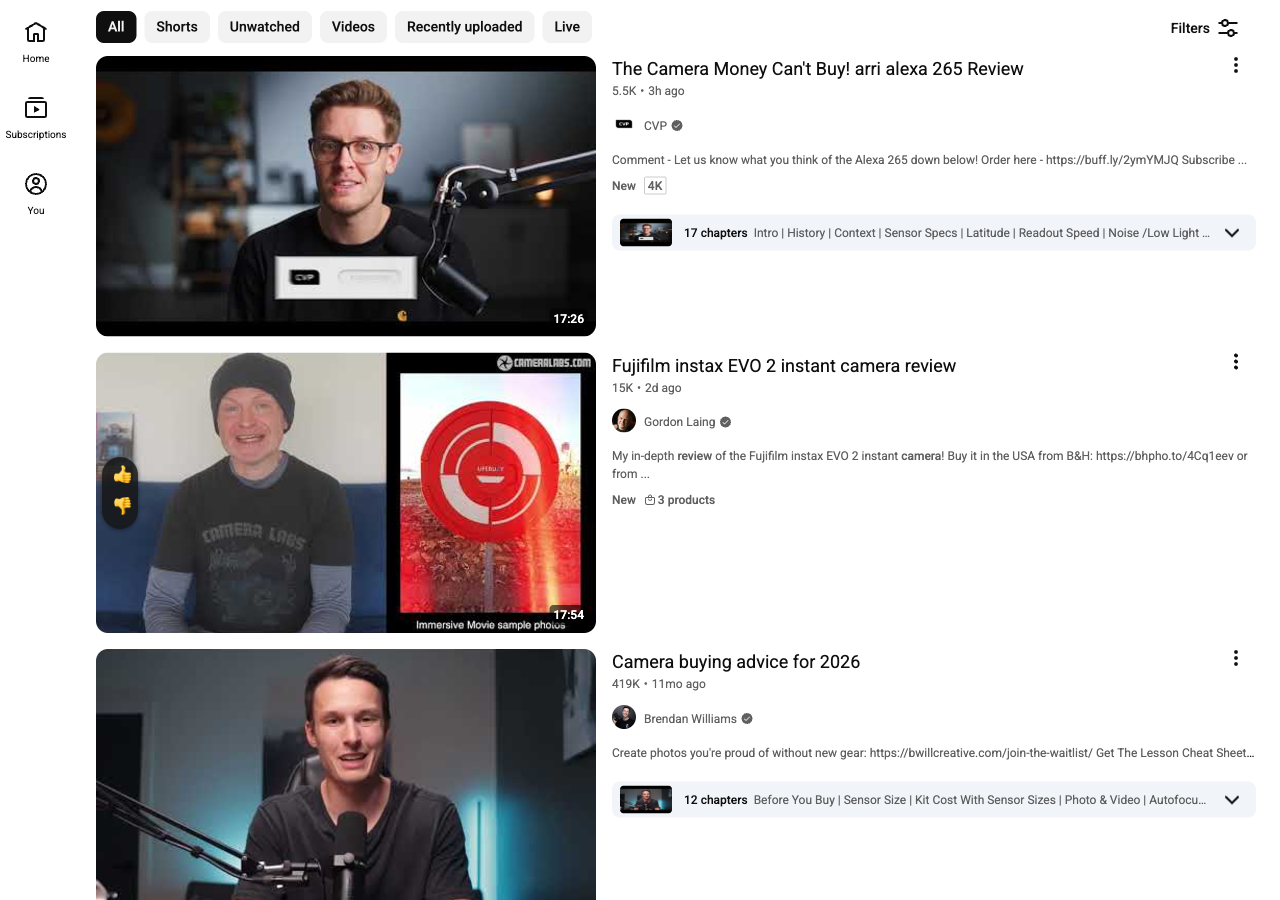 All
Shorts
Unwatched
Videos
Recently uploaded
Live
Filters
Home
Subscriptions
You
CVP
17:26
The Camera Money Can't Buy! arri alexa 265 Review
5.5K • 3h ago
CVP
CVP
Comment - Let us know what you think of the Alexa 265 down below! Order here - https://buff.ly/2ymYMJQ Subscribe ...
New 4K
17 chapters Intro | History | Context | Sensor Specs | Latitude | Readout Speed | Noise /Low Light ...
CAMERALABS.COM
LIFEBUOY
CAMERA LABS
17:54
Immersive Movie sample photos
Fujifilm instax EVO 2 instant camera review
15K • 2d ago
Gordon Laing
My in-depth review of the Fujifilm instax EVO 2 instant camera! Buy it in the USA from B&H: https://bhpho.to/4Cq1eev or
from ...
New 3 products
Camera buying advice for 2026
419K • 11mo ago
Brendan Williams
Create photos you're proud of without new gear: https://bwillcreative.com/join-the-waitlist/ Get The Lesson Cheat Sheet...
12 chapters Before You Buy | Sensor Size | Kit Cost With Sensor Sizes | Photo & Video | Autofocu...